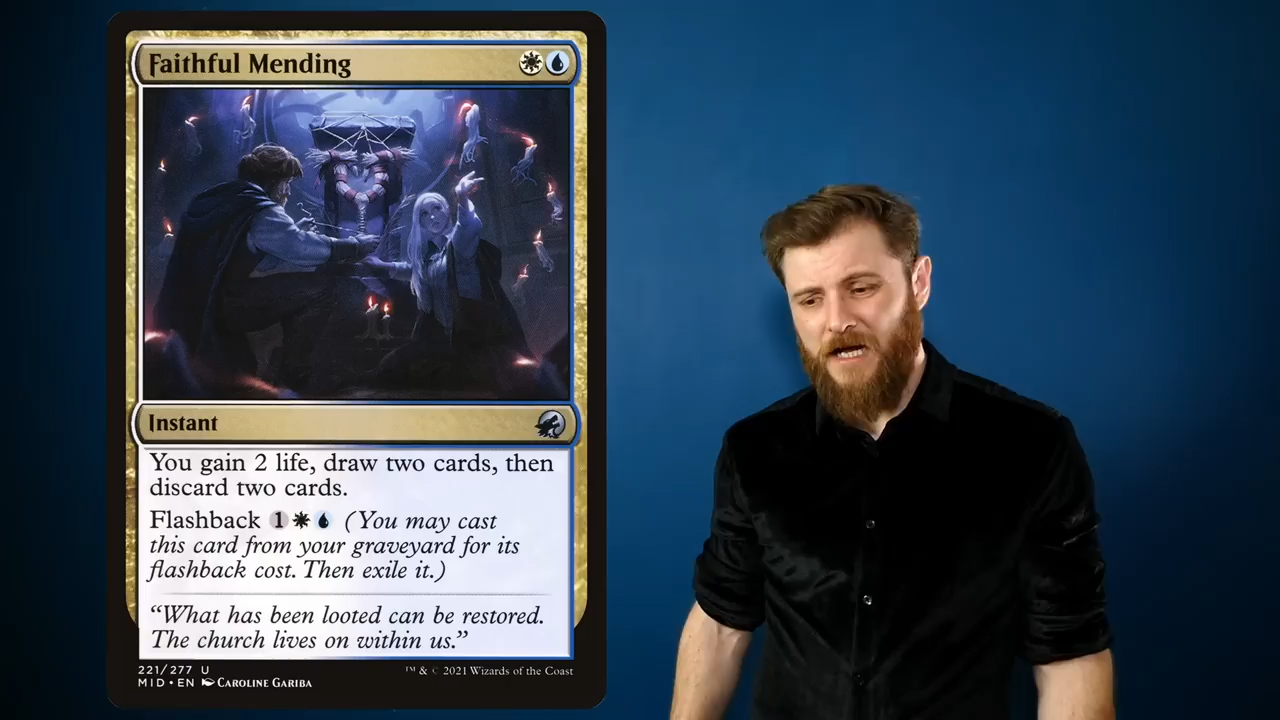 Faithful Mending
Instant
You gain 2 life, draw two cards, then
discard two cards.
Flashback 1 (You may cast
this card from your graveyard for its
flashback cost. Then exile it.)
“What has been looted can be restored.
The church lives on within us.”
221/277 U
™ & © 2021 Wizards of the Coast
MID • EN CAROLINE GARIBA